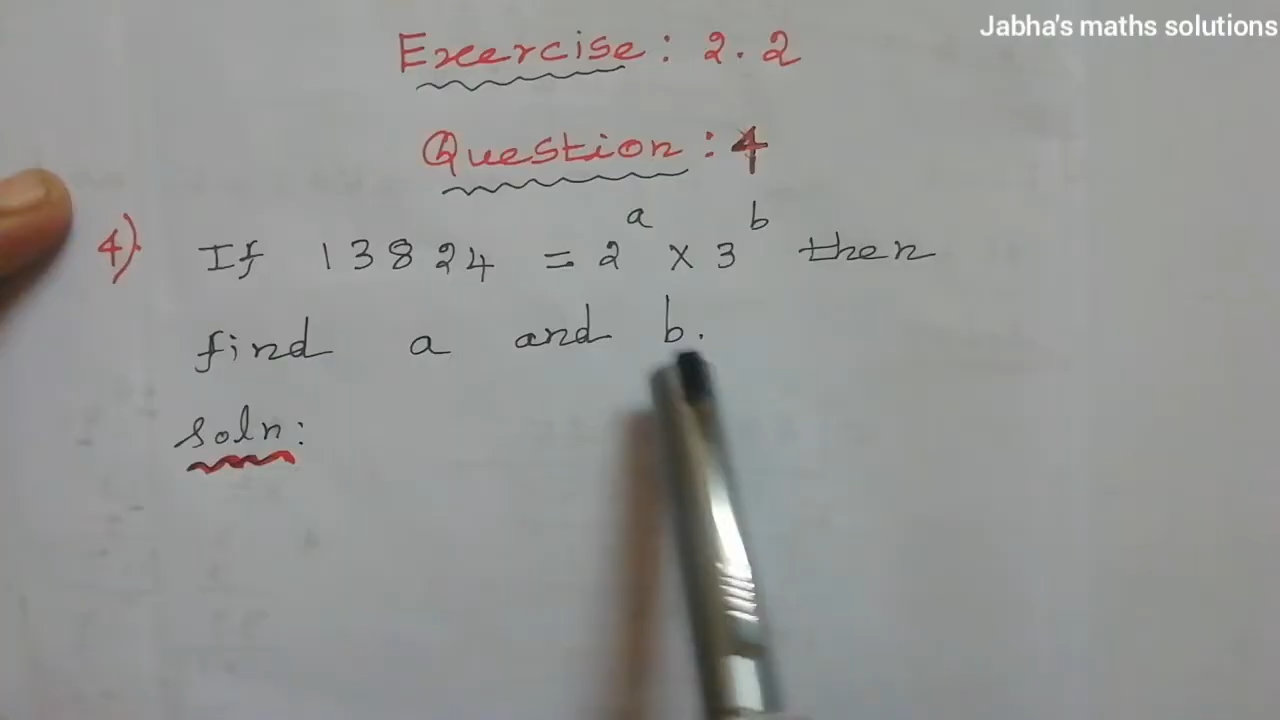 Jabha's maths solutions
Exercise: 2.2
Question: 4
4). If 13824 = 2^a x 3^b then
find a and b.
Soln: